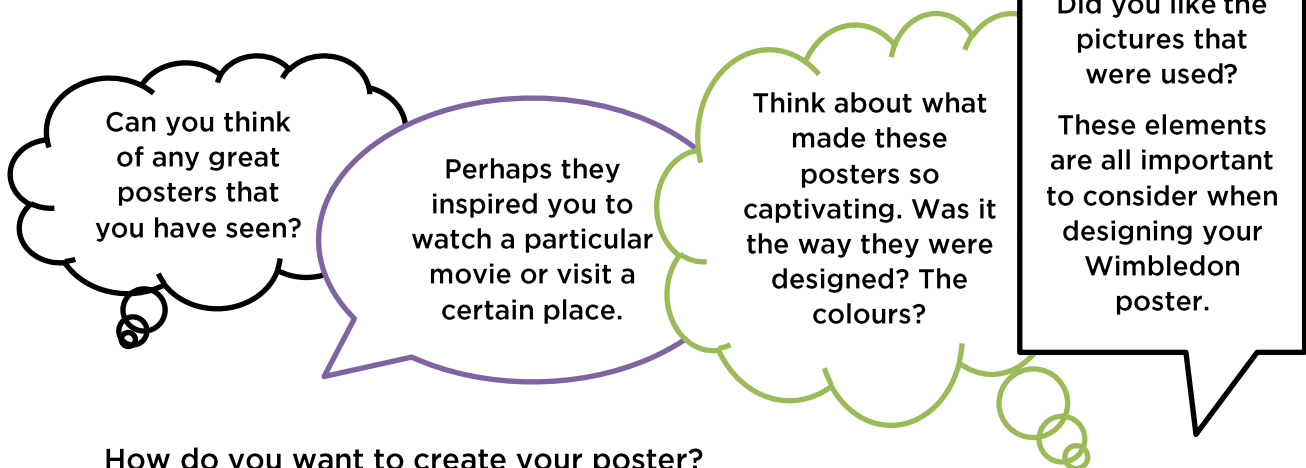 Can you think
of any great
posters that
you have seen?
Perhaps they
inspired you to
watch a particular
movie or visit a
certain place.
Think about what
made these
posters so
captivating. Was it
the way they were
designed? The
colours?
Did you like the
pictures that
were used?
These elements
are all important
to consider when
designing your
Wimbledon
poster.
How do you want to create your poster?